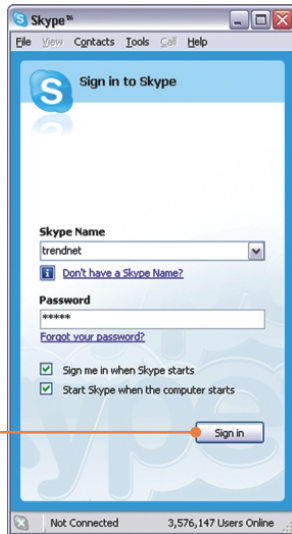 Skype™
File View Contacts Tools Call Help
Sign in to Skype
Skype Name
trendnet
Don't have a Skype Name?
Password
*****
Forgot your password?
Sign me in when Skype starts
Start Skype when the computer starts
Sign in
Not Connected 3,576,147 Users Online